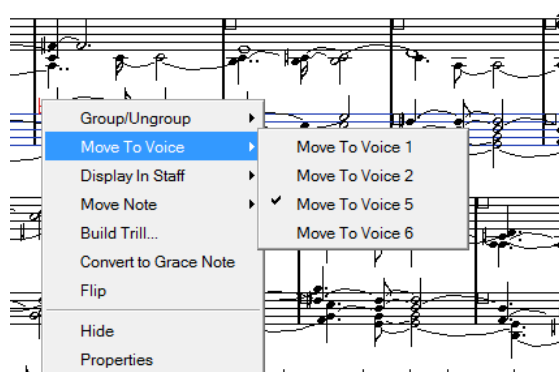 Group/Ungroup
Move To Voice
Display In Staff
Move Note
Build Trill...
Convert to Grace Note
Flip
Hide
Properties
Move To Voice 1
Move To Voice 2
Move To Voice 5
Move To Voice 6